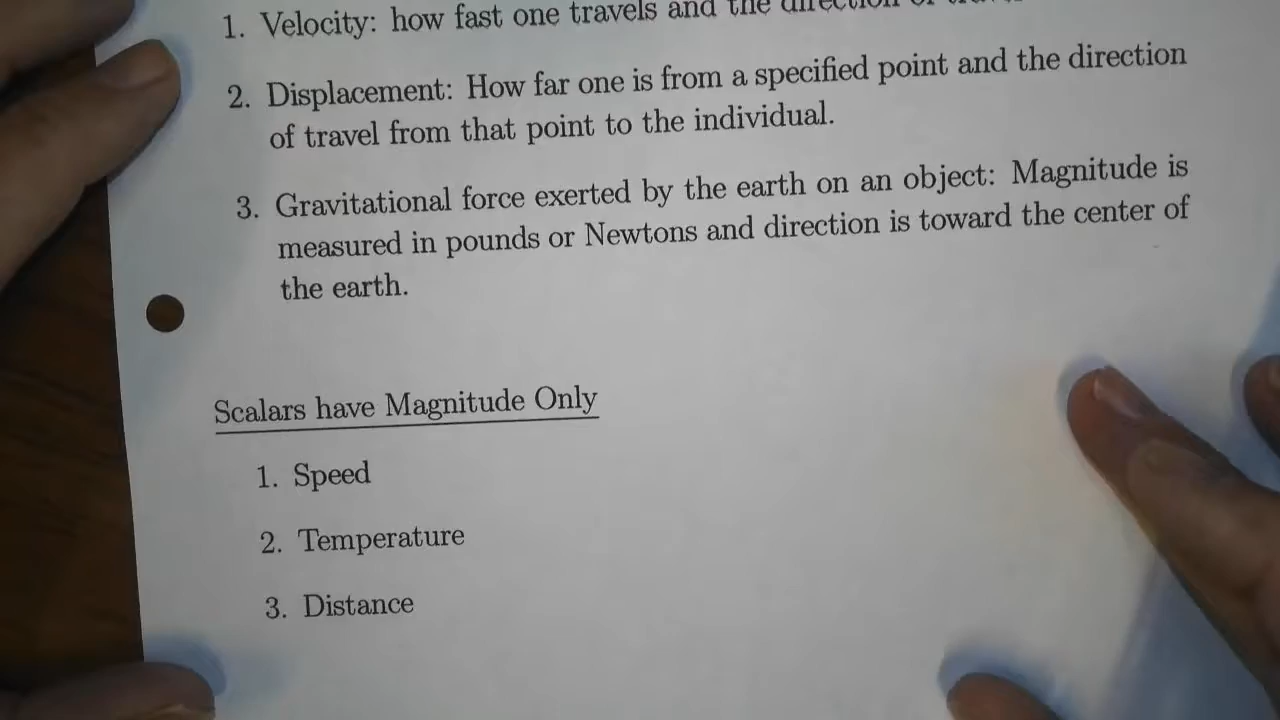 1. Velocity: how fast one travels and the direction of
2. Displacement: How far one is from a specified point and the direction
of travel from that point to the individual.
3. Gravitational force exerted by the earth on an object: Magnitude is
measured in pounds or Newtons and direction is toward the center of
the earth.
Scalars have Magnitude Only
1. Speed
2. Temperature
3. Distance